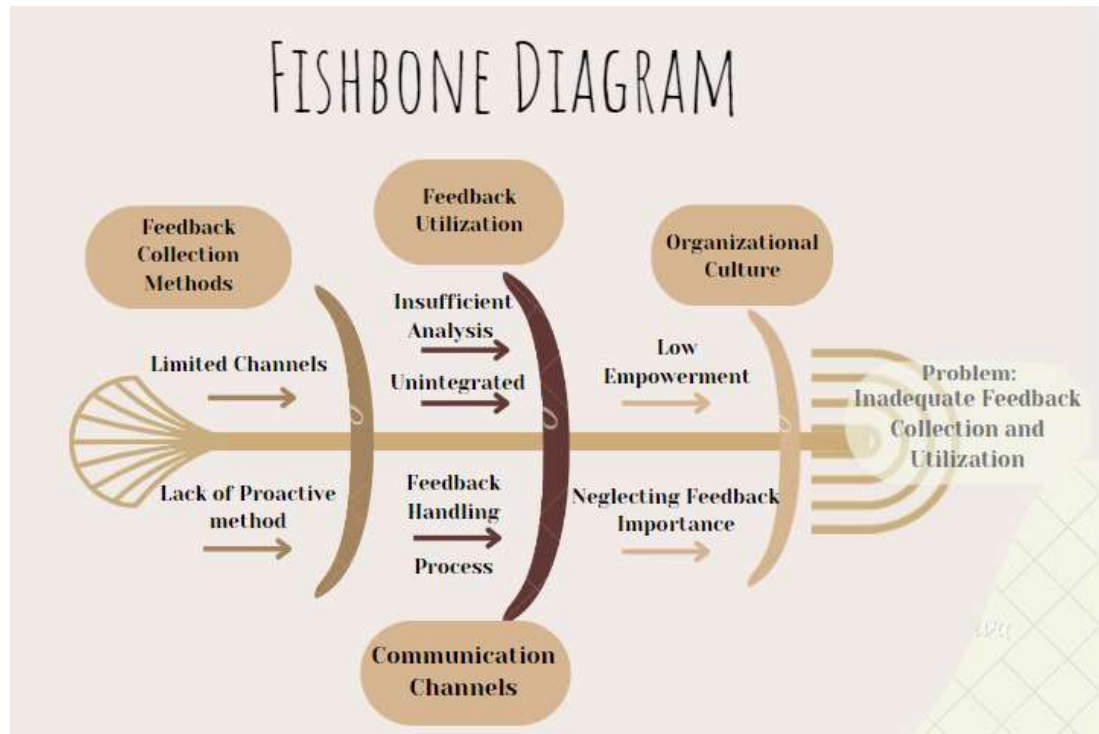 FISHBONE DIAGRAM
Feedback
Collection
Methods
Feedback
Utilization
Organizational
Culture
Limited Channels
Insufficient
Analysis
Unintegrated
Low
Empowerment
Problem:
Inadequate Feedback
Collection and
Utilization
Lack of Proactive
method
Feedback
Handling
Process
Neglecting Feedback
Importance
Communication
Channels